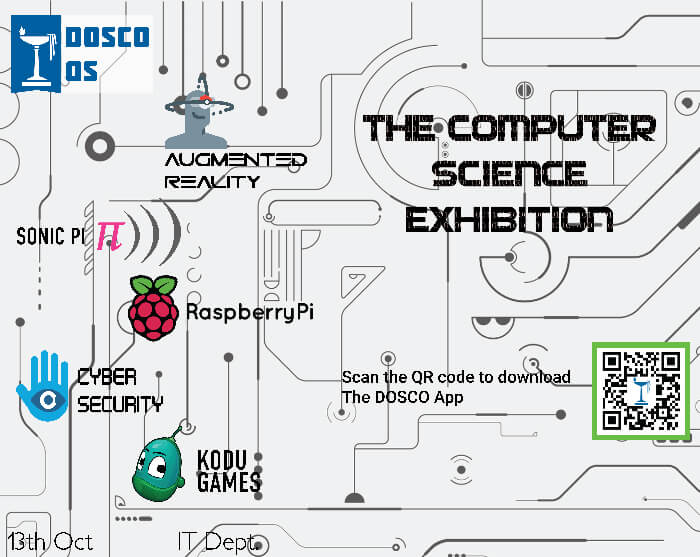 DOSCO
OS
AUGMENTED
REALITY
THE COMPUTER
SCIENCE
EXHIBITION
SONIC PI π
RaspberryPi
CYBER
SECURITY
Scan the QR code to download
The DOSCO App
KODU
GAMES
13th Oct
IT Dept.